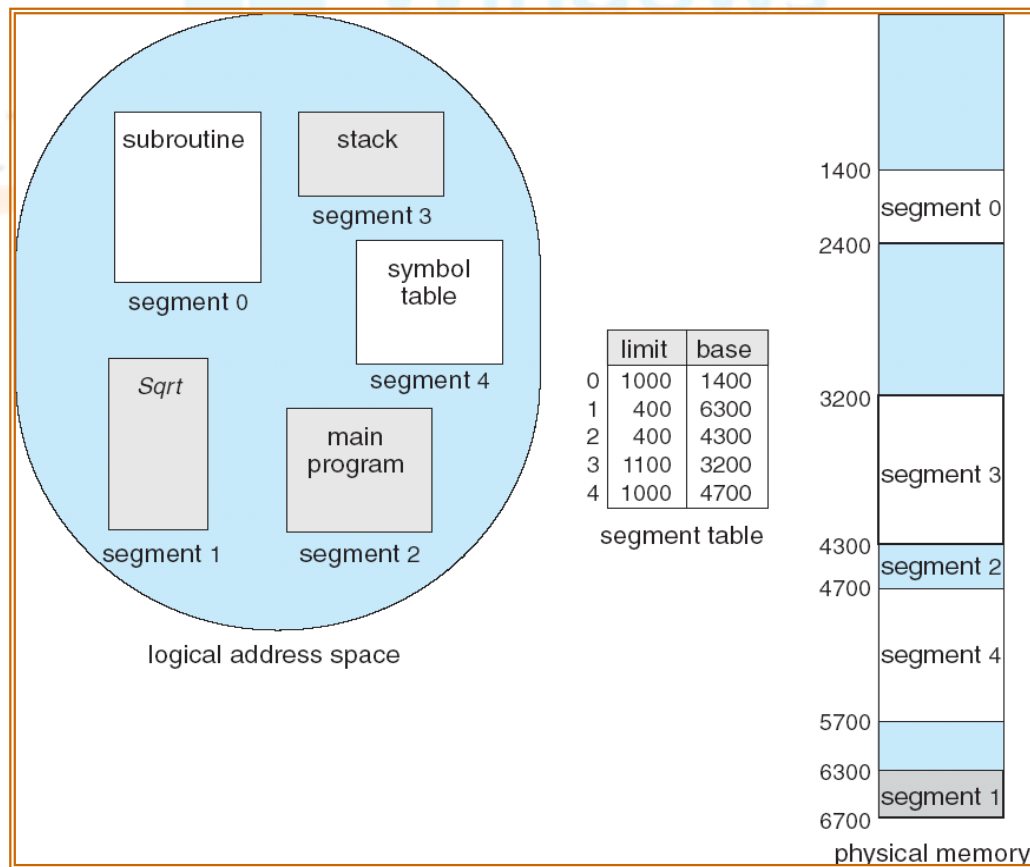 Windows
subroutine
segment 0
stack
segment 3
symbol
table
segment 4
Sqrt
segment 1
main
program
segment 2
logical address space
limit base
0 1000 1400
1 400 6300
2 400 4300
3 1100 3200
4 1000 4700
segment table
1400
segment 0
2400
3200
segment 3
4300
segment 2
4700
segment 4
5700
6300
segment 1
6700
physical memory